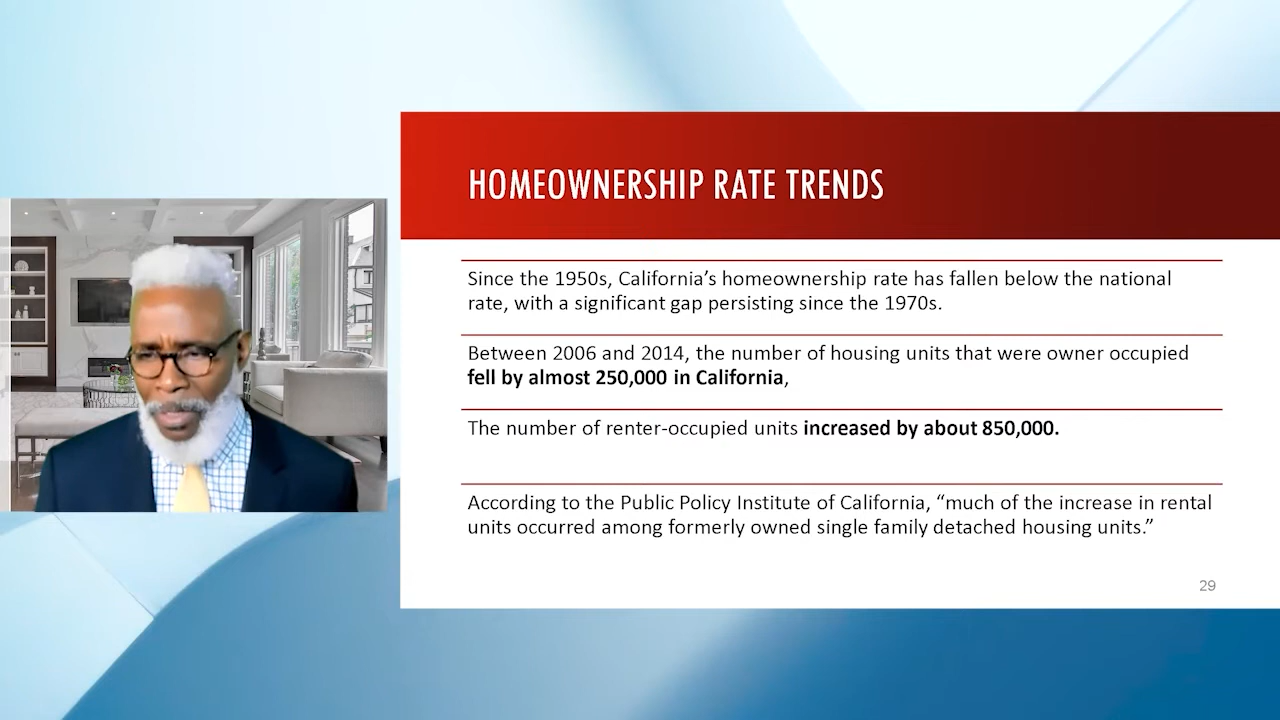 HOMEOWNERSHIP RATE TRENDS
Since the 1950s, California’s homeownership rate has fallen below the national
rate, with a significant gap persisting since the 1970s.
Between 2006 and 2014, the number of housing units that were owner occupied
fell by almost 250,000 in California,
The number of renter-occupied units increased by about 850,000.
According to the Public Policy Institute of California, “much of the increase in rental
units occurred among formerly owned single family detached housing units.”
29